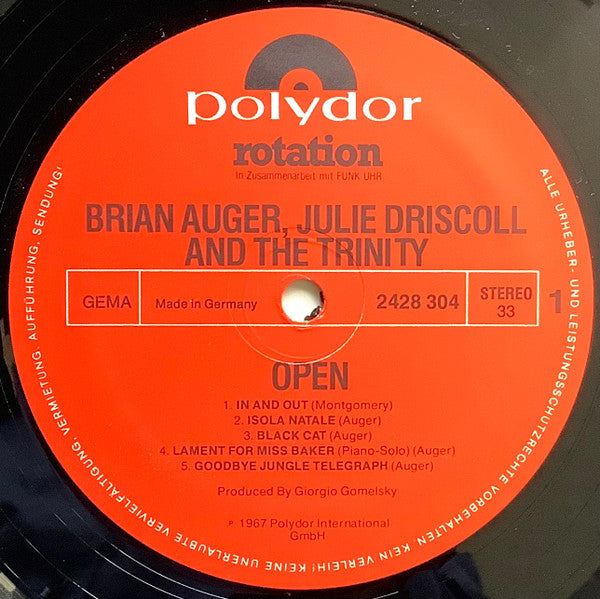 polydor
rotation
In Zusammenarbeit mit FUNK UHR
BRIAN AUGER, JULIE DRISCOLL
AND THE TRINITY
GEMA
Made in Germany
2428 304
STEREO
33
1
OPEN
1. IN AND OUT (Montgomery)
2. ISOLA NATALE (Auger)
3. BLACK CAT (Auger)
4. LAMENT FOR MISS BAKER (Piano-Solo) (Auger)
5. GOODBYE JUNGLE TELEGRAPH (Auger)
Produced By Giorgio Gomelsky
℗ 1967 Polydor International
GmbH
ALLE URHEBER- UND LEISTUNGSSCHUTZRECHTE VORBEHALTEN. KEIN VERLEIH! KEINE UNERLAUBTE VERVIELFÄLTIGUNG, VERMIETUNG, AUFFÜHRUNG, SENDUNG!